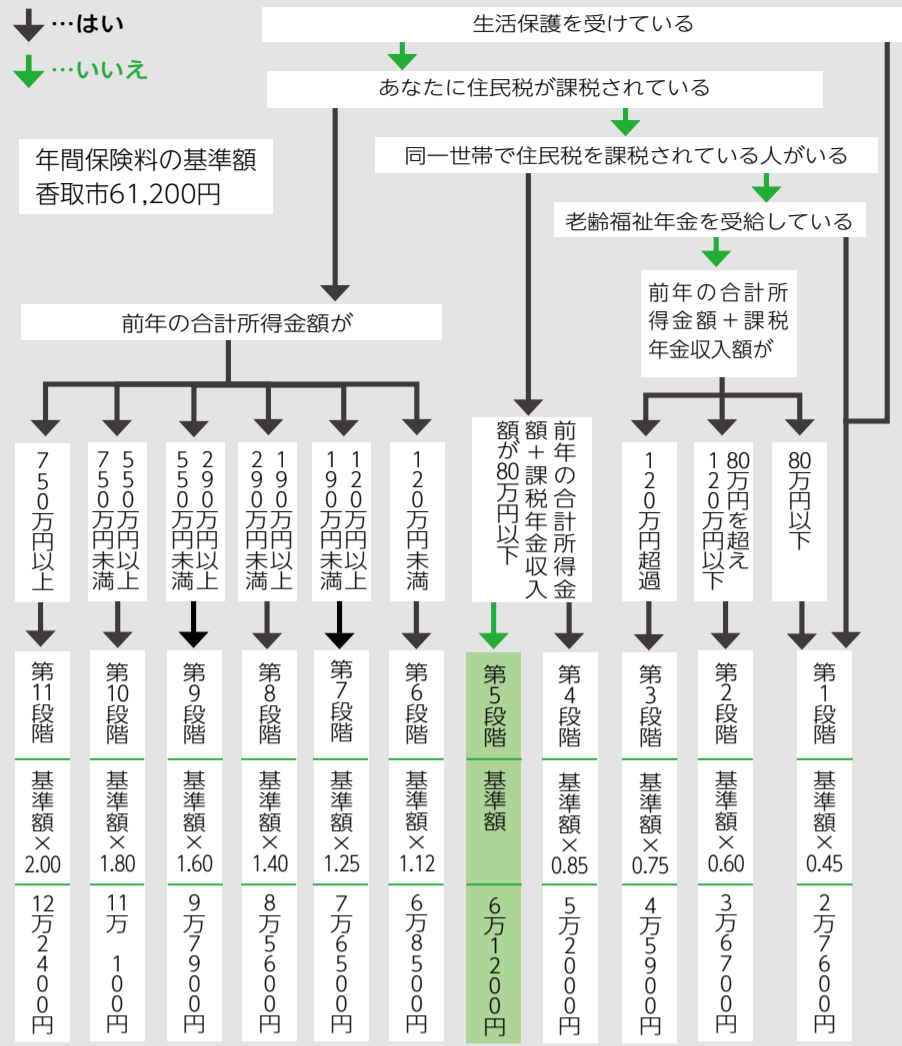 …はい
…いいえ
生活保護を受けている
あなたに住民税が課税されている
同一世帯で住民税を課税されている人がいる
年間保険料の基準額
香取市61,200円
老齢福祉年金を受給している
前年の合計所
得金額＋課税
年金収入額が
前年の合計所得金額が
750万円以上
550万円以上
750万円未満
290万円以上
550万円未満
190万円以上
290万円未満
120万円以上
190万円未満
120万円未満
前年の合計所得金
額＋課税年金収入
額が80万円以下
120万円超過
80万円を超え
120万円以下
80万円以下
第11段階
基準額×2.00
12万2400円
第10段階
基準額×1.80
11万 100円
第9段階
基準額×1.60
9万7900円
第8段階
基準額×1.40
8万5600円
第7段階
基準額×1.25
7万6500円
第6段階
基準額×1.12
6万8500円
第5段階
基準額
6万1200円
第4段階
基準額×0.85
5万2000円
第3段階
基準額×0.75
4万5900円
第2段階
基準額×0.60
3万6700円
第1段階
基準額×0.45
2万7600円